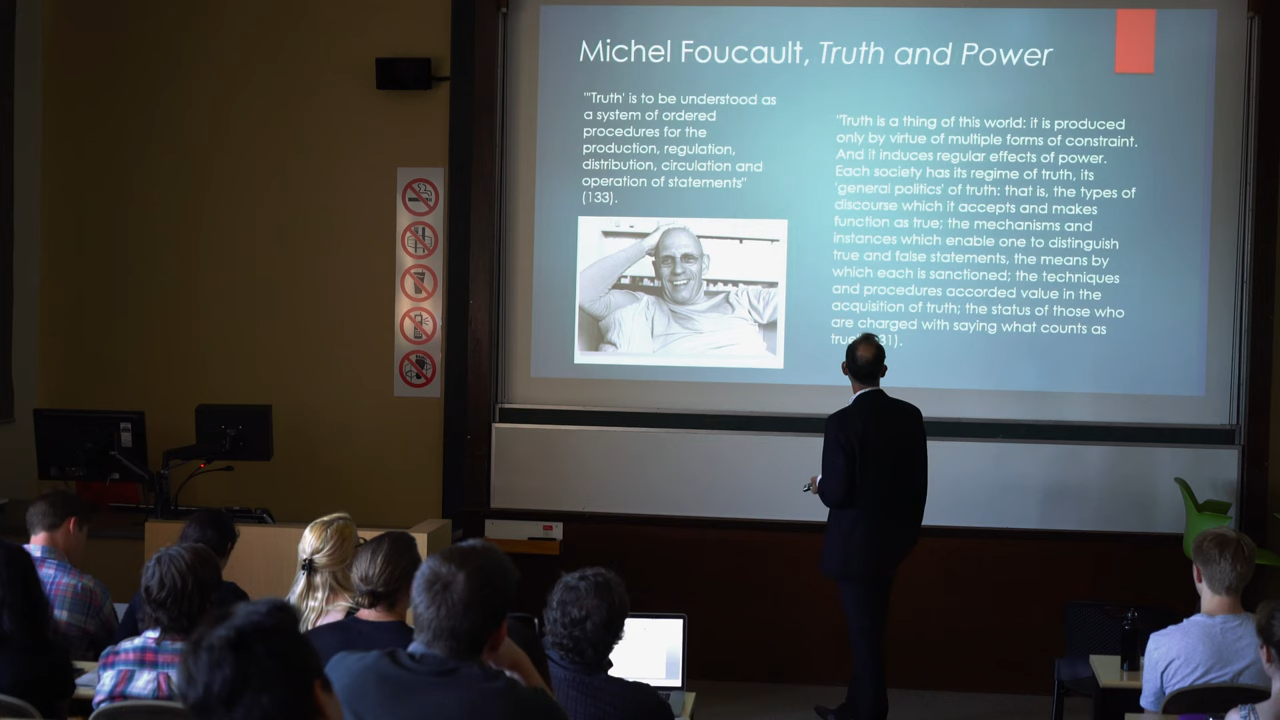 Michel Foucault, Truth and Power
"'Truth' is to be understood as
a system of ordered
procedures for the
production, regulation,
distribution, circulation and
operation of statements"
(133).
"Truth is a thing of this world: it is produced
only by virtue of multiple forms of constraint.
And it induces regular effects of power.
Each society has its regime of truth, its
'general politics' of truth: that is, the types of
discourse which it accepts and makes
function as true; the mechanisms and
instances which enable one to distinguish
true and false statements, the means by
which each is sanctioned; the techniques
and procedures accorded value in the
acquisition of truth; the status of those who
are charged with saying what counts as
true